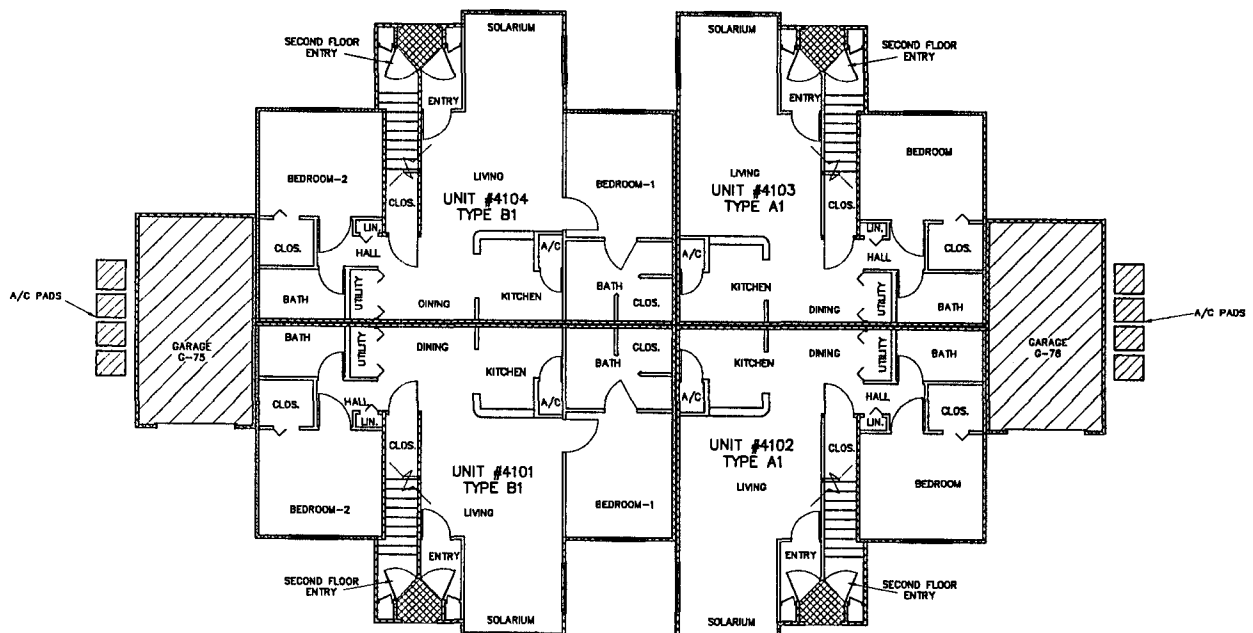 SOLARIUM
SOLARIUM
SECOND FLOOR
ENTRY
SECOND FLOOR
ENTRY
ENTRY
ENTRY
BEDROOM-2
LIVING
UNIT #4104
TYPE B1
BEDROOM-1
LIVING
UNIT #4103
TYPE A1
BEDROOM
CLOS.
CLOS.
LIN.
LIN.
CLOS.
HALL
A/C
A/C
HALL
CLOS.
BATH
UTILITY
DINING
KITCHEN
BATH
CLOS.
KITCHEN
DINING
UTILITY
BATH
A/C PADS
A/C PADS
GARAGE
G-75
GARAGE
G-76
BATH
UTILITY
DINING
KITCHEN
BATH
CLOS.
KITCHEN
DINING
UTILITY
BATH
CLOS.
HALL
LIN.
A/C
A/C
HALL
LIN.
CLOS.
CLOS.
CLOS.
UNIT #4101
TYPE B1
LIVING
BEDROOM-2
BEDROOM-1
UNIT #4102
TYPE A1
LIVING
BEDROOM
ENTRY
ENTRY
SECOND FLOOR
ENTRY
SECOND FLOOR
ENTRY
SOLARIUM
SOLARIUM